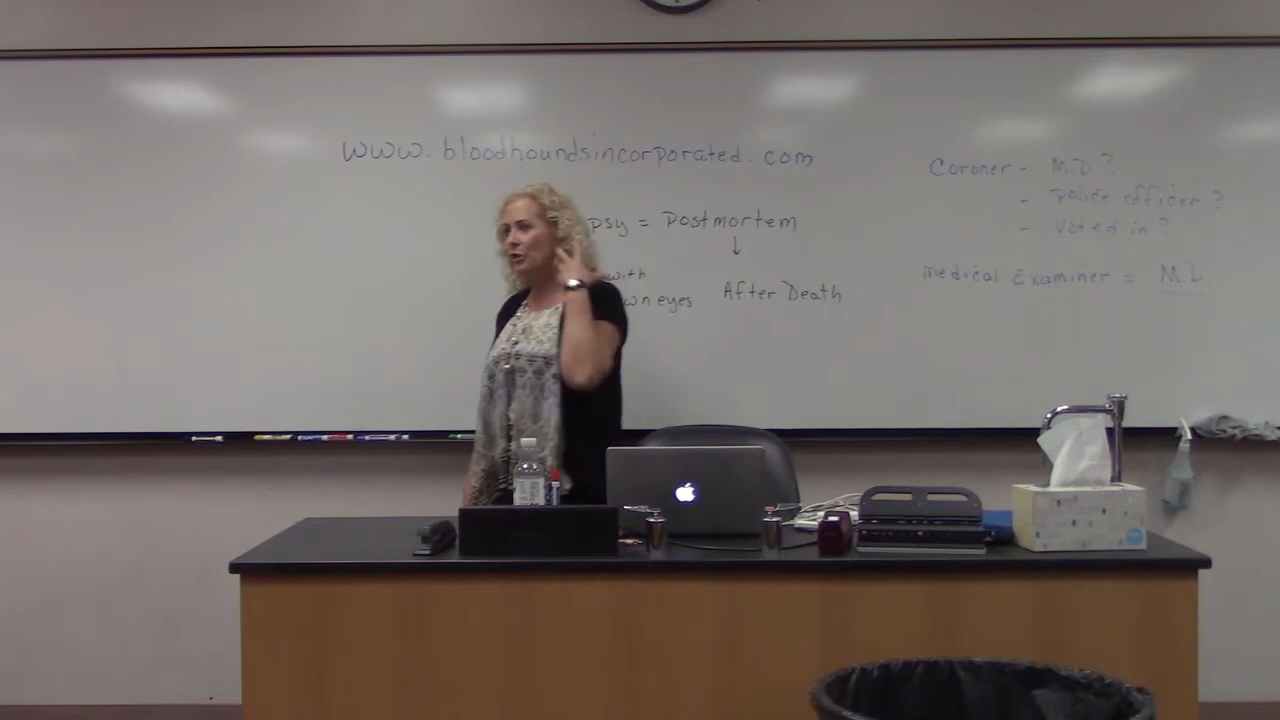 www.bloodhoundsincorporated.com
psy = Postmortem
↓
with
wn eyes After Death
Coroner - M.D?
- police officer?
- voted in?
Medical Examiner = M.D.